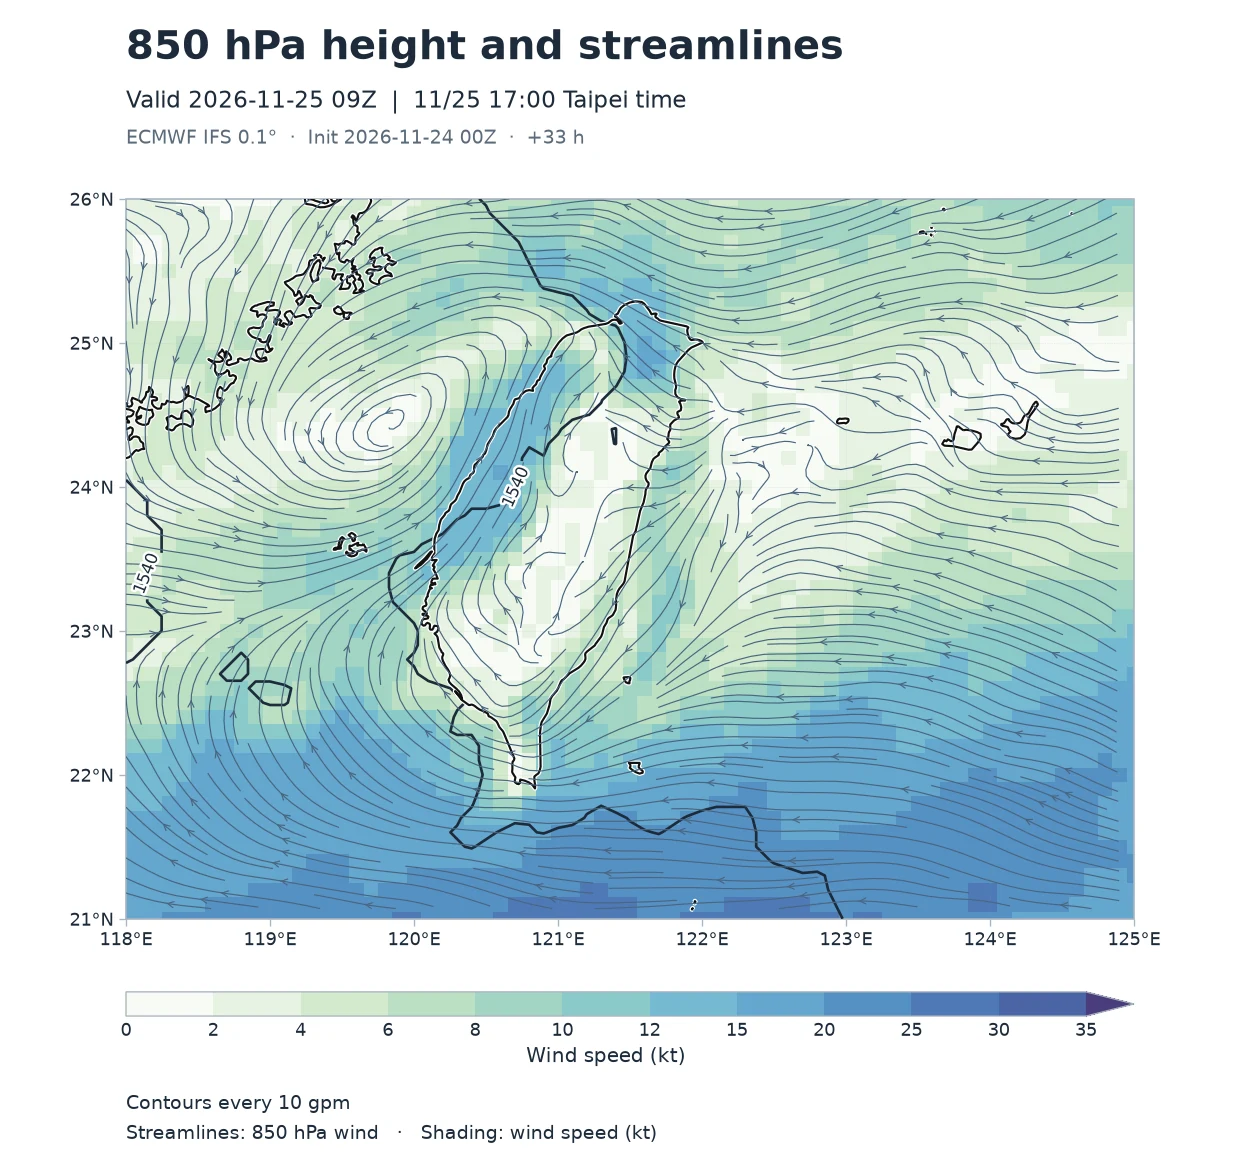 850 hPa height and streamlines
Valid 2026-11-25 09Z | 11/25 17:00 Taipei time
ECMWF IFS 0.1° · Init 2026-11-24 00Z · +33 h
26°N
25°N
24°N
23°N
22°N
21°N
1540
1540
118°E 119°E 120°E 121°E 122°E 123°E 124°E 125°E
0 2 4 6 8 10 12 15 20 25 30 35
Wind speed (kt)
Contours every 10 gpm
Streamlines: 850 hPa wind · Shading: wind speed (kt)